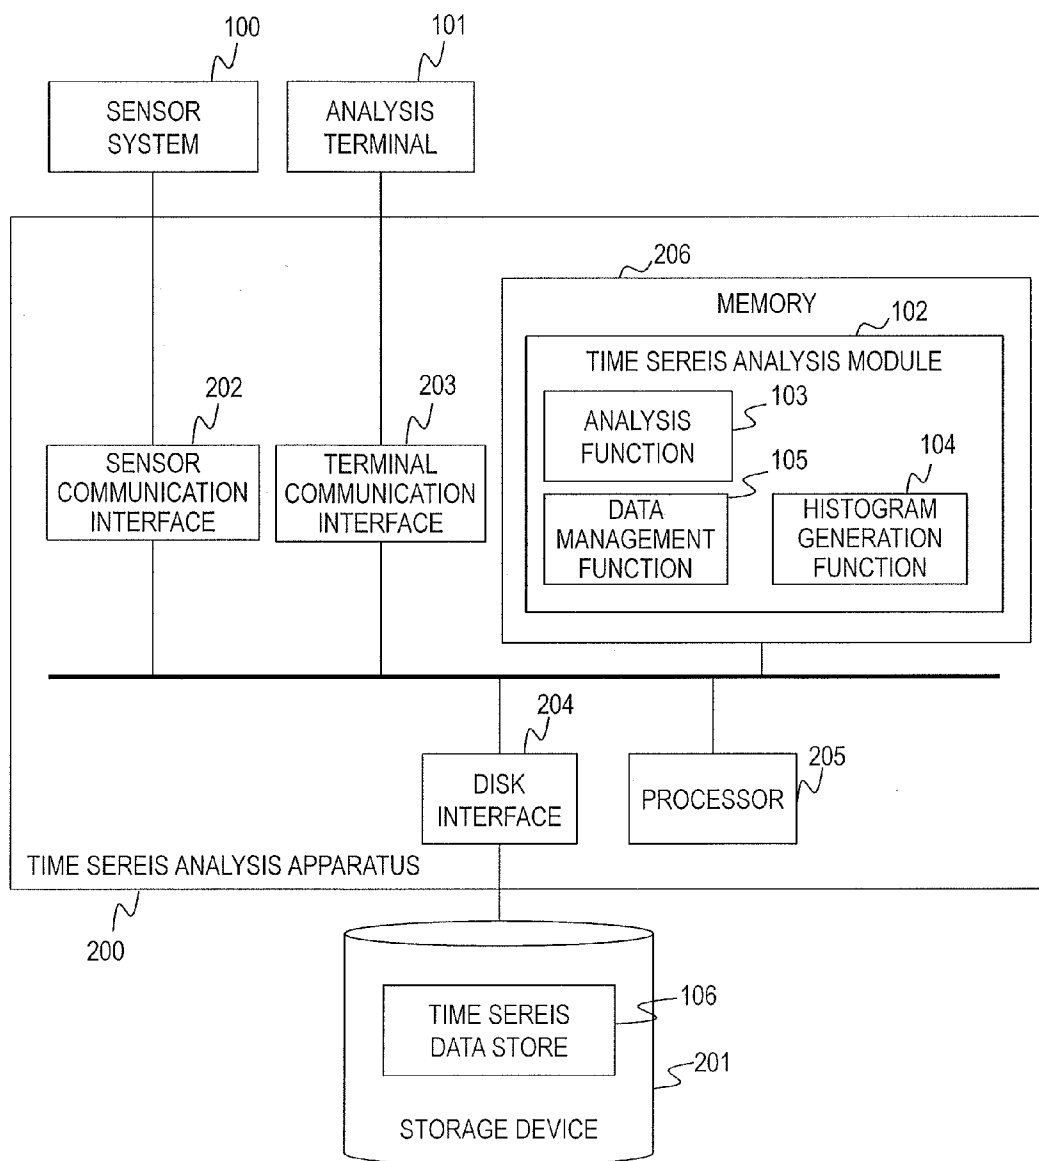 100
101
SENSOR
SYSTEM
ANALYSIS
TERMINAL
206
MEMORY
102
TIME SEREIS ANALYSIS MODULE
103
ANALYSIS
FUNCTION
105
104
DATA
MANAGEMENT
FUNCTION
HISTOGRAM
GENERATION
FUNCTION
202
203
SENSOR
COMMUNICATION
INTERFACE
TERMINAL
COMMUNICATION
INTERFACE
204
205
DISK
INTERFACE
PROCESSOR
TIME SEREIS ANALYSIS APPARATUS
200
106
TIME SEREIS
DATA STORE
201
STORAGE DEVICE